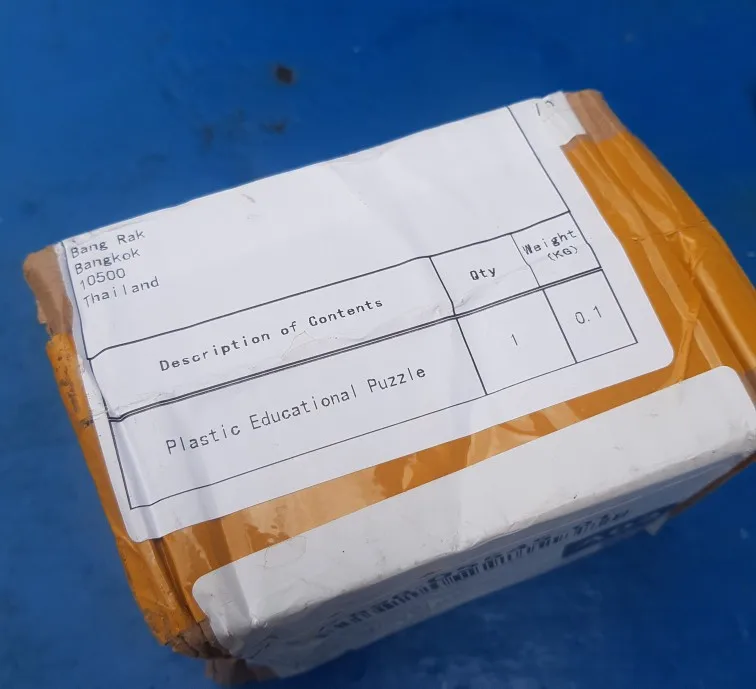 Bang Rak
Bangkok
10500
Thailand
Description of Contents
Qty
Weight
(KG)
Plastic Educational Puzzle
1
0.1